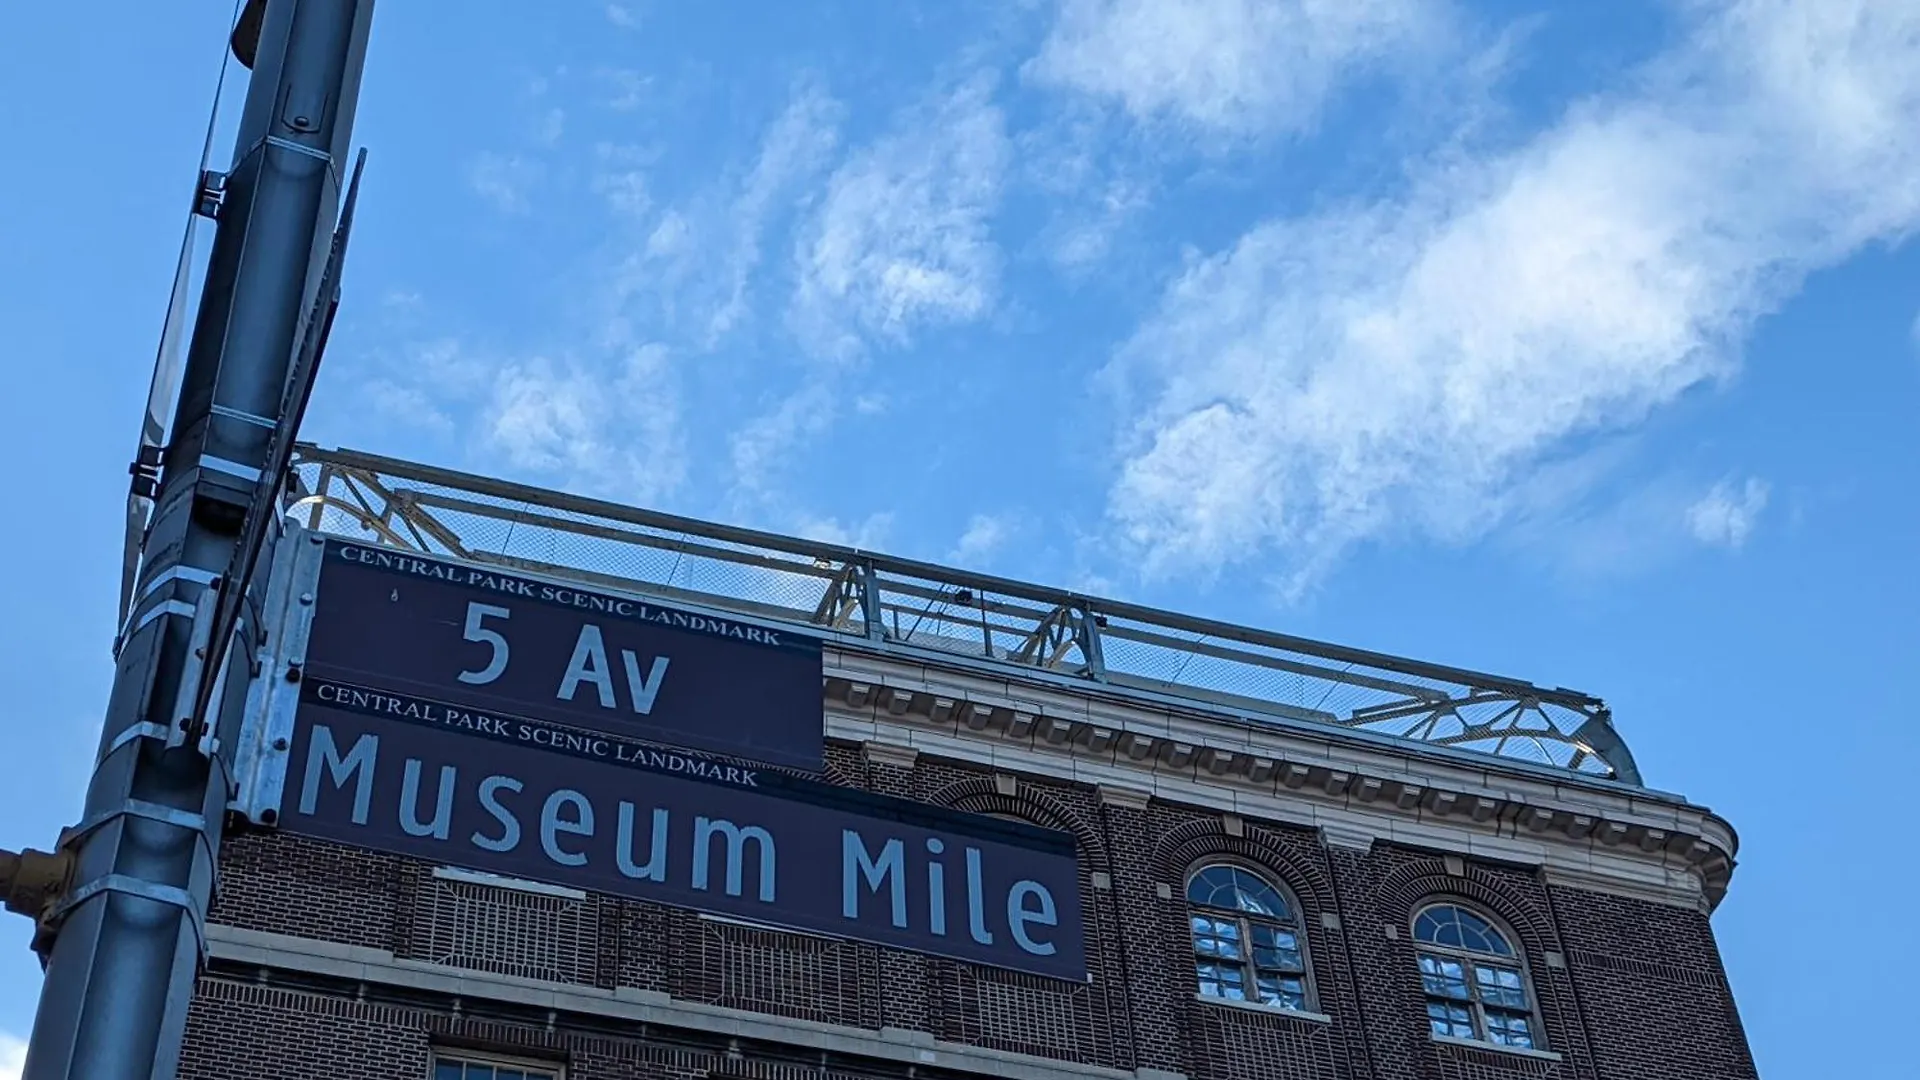 CENTRAL PARK SCENIC LANDMARK
5 Av
CENTRAL PARK SCENIC LANDMARK
Museum Mile